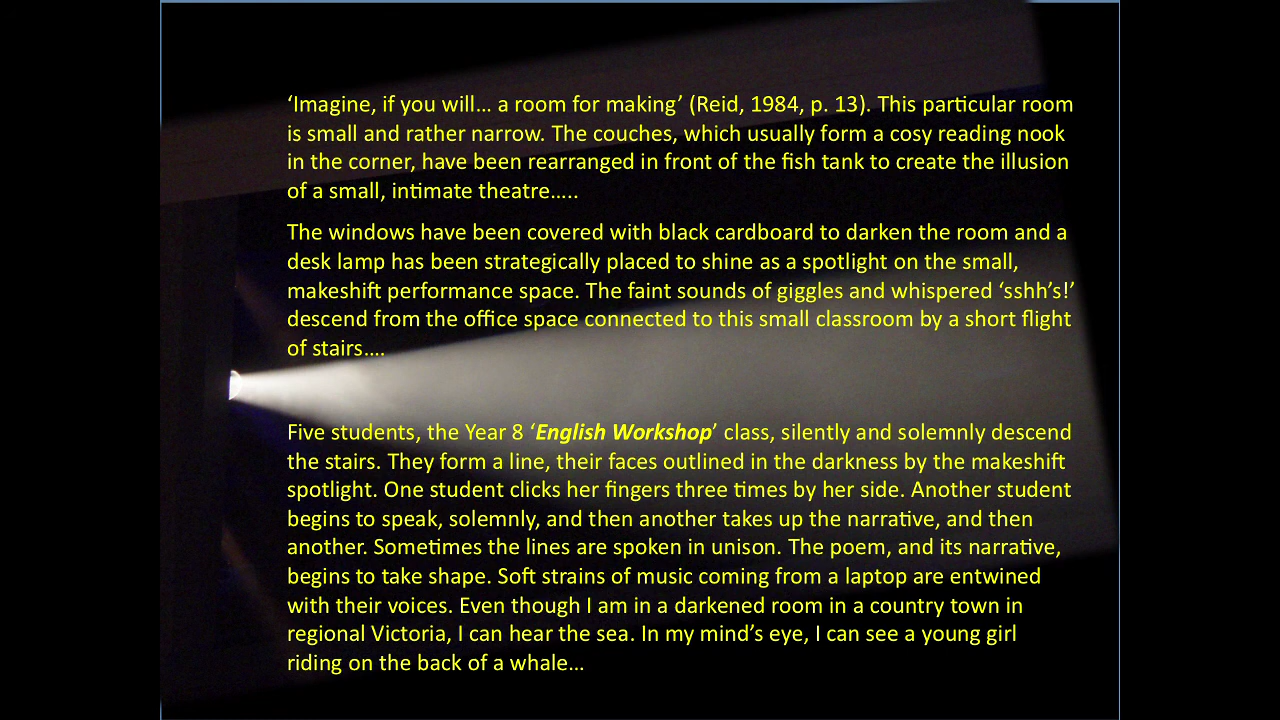 ‘Imagine, if you will… a room for making’ (Reid, 1984, p. 13). This particular room
is small and rather narrow. The couches, which usually form a cosy reading nook
in the corner, have been rearranged in front of the fish tank to create the illusion
of a small, intimate theatre…..
The windows have been covered with black cardboard to darken the room and a
desk lamp has been strategically placed to shine as a spotlight on the small,
makeshift performance space. The faint sounds of giggles and whispered ‘sshh’s!’
descend from the office space connected to this small classroom by a short flight
of stairs….
Five students, the Year 8 ‘English Workshop’ class, silently and solemnly descend
the stairs. They form a line, their faces outlined in the darkness by the makeshift
spotlight. One student clicks her fingers three times by her side. Another student
begins to speak, solemnly, and then another takes up the narrative, and then
another. Sometimes the lines are spoken in unison. The poem, and its narrative,
begins to take shape. Soft strains of music coming from a laptop are entwined
with their voices. Even though I am in a darkened room in a country town in
regional Victoria, I can hear the sea. In my mind’s eye, I can see a young girl
riding on the back of a whale…